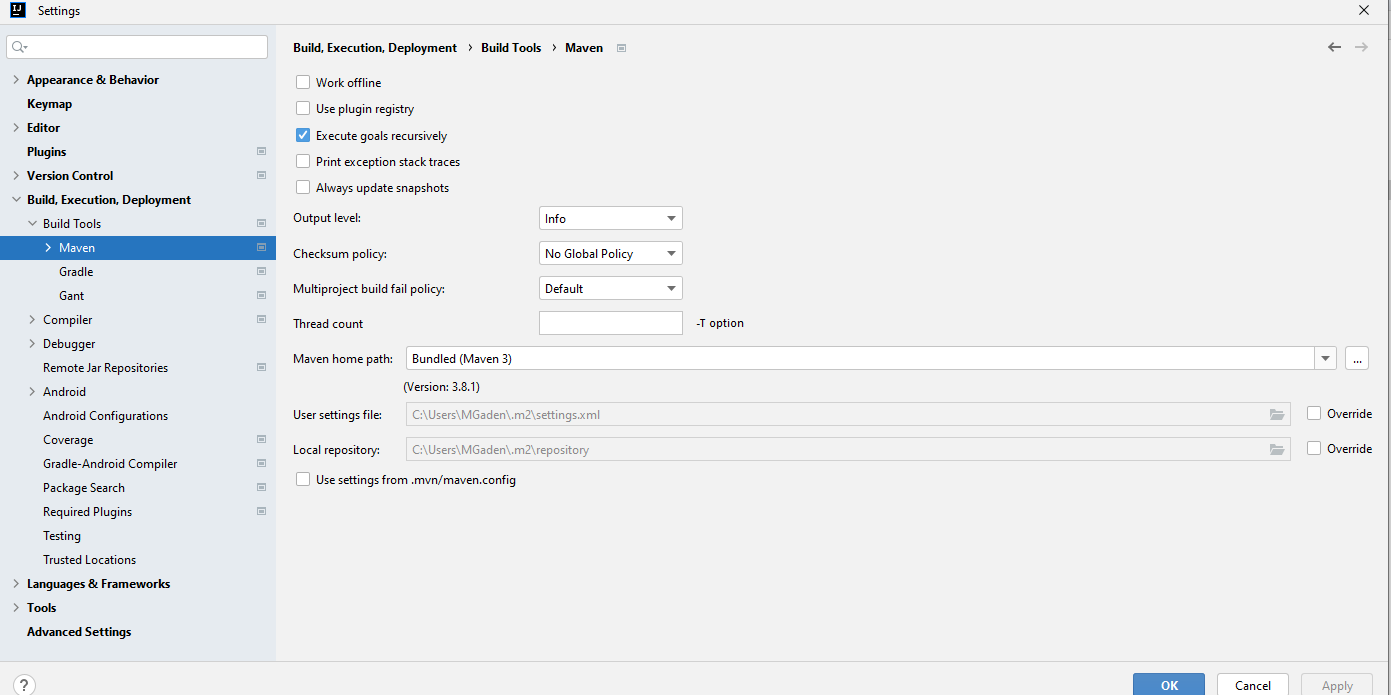 IJ Settings
Appearance & Behavior
Keymap
Editor
Plugins
Version Control
Build, Execution, Deployment
Build Tools
Maven
Gradle
Gant
Compiler
Debugger
Remote Jar Repositories
Android
Android Configurations
Coverage
Gradle-Android Compiler
Package Search
Required Plugins
Testing
Trusted Locations
Languages & Frameworks
Tools
Advanced Settings
Build, Execution, Deployment › Build Tools › Maven
Work offline
Use plugin registry
Execute goals recursively
Print exception stack traces
Always update snapshots
Output level: Info
Checksum policy: No Global Policy
Multiproject build fail policy: Default
Thread count -T option
Maven home path: Bundled (Maven 3) ...
(Version: 3.8.1)
User settings file: C:\Users\MGaden\.m2\settings.xml Override
Local repository: C:\Users\MGaden\.m2\repository Override
Use settings from .mvn/maven.config
? OK Cancel Apply